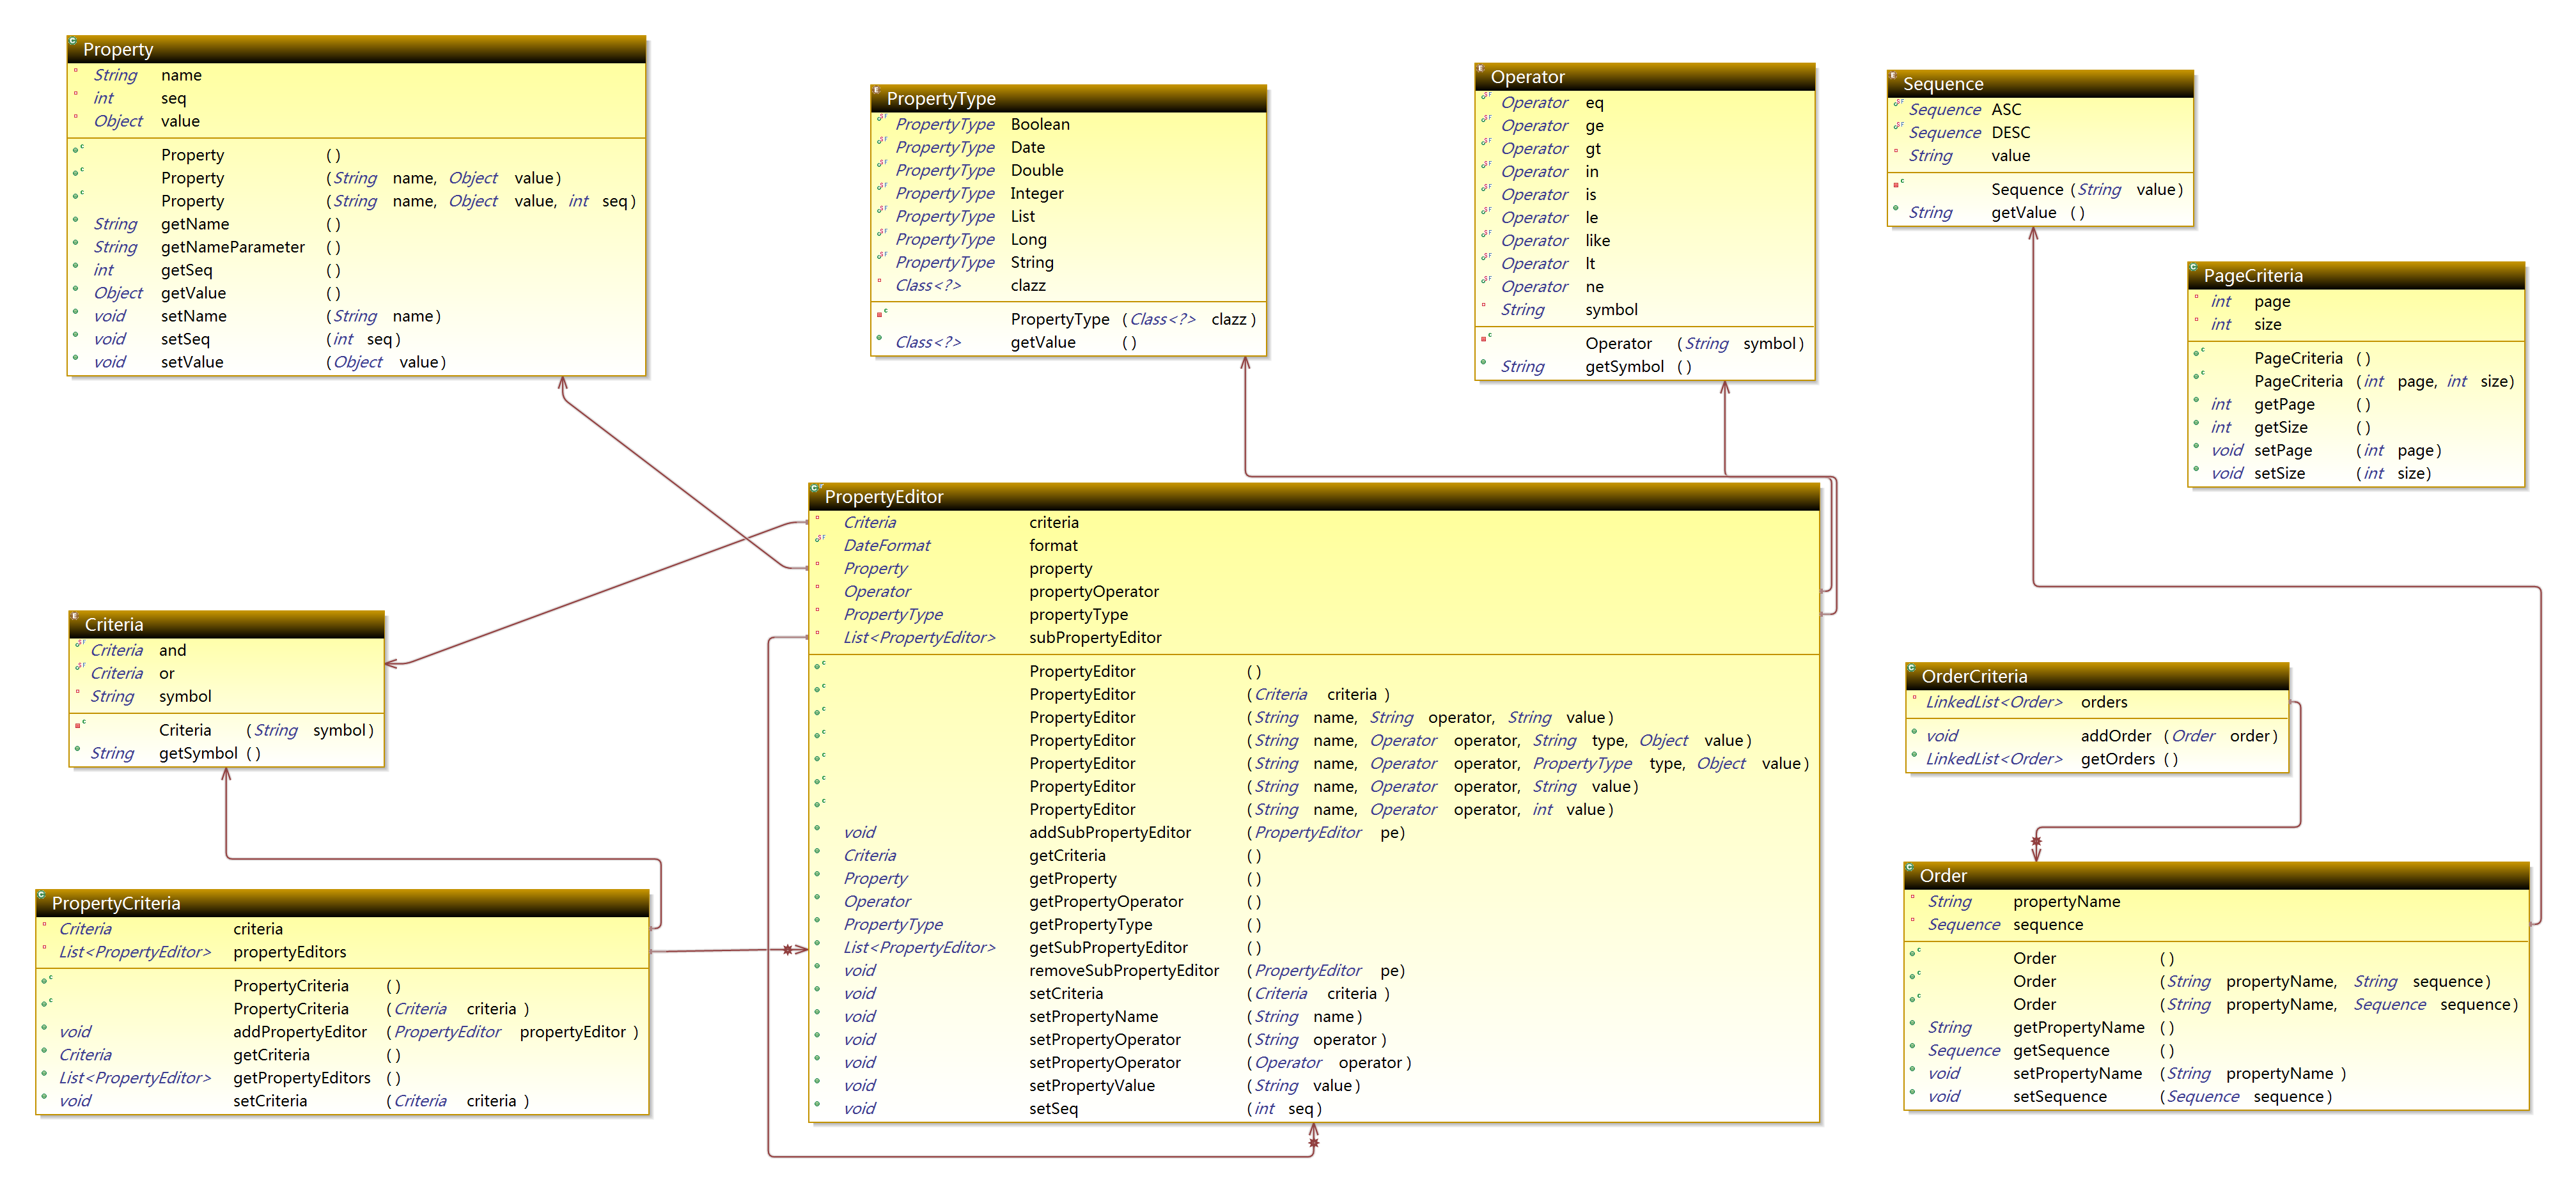 Property
String name
int seq
Object value
Property ()
Property (String name, Object value)
Property (String name, Object value, int seq)
String getName ()
String getNameParameter ()
int getSeq ()
Object getValue ()
void setName (String name)
void setSeq (int seq)
void setValue (Object value)
PropertyType
PropertyType Boolean
PropertyType Date
PropertyType Double
PropertyType Integer
PropertyType List
PropertyType Long
PropertyType String
Class<?> clazz
PropertyType (Class<?> clazz)
Class<?> getValue ()
Operator
Operator eq
Operator ge
Operator gt
Operator in
Operator is
Operator le
Operator like
Operator lt
Operator ne
String symbol
Operator (String symbol)
String getSymbol ()
Sequence
Sequence ASC
Sequence DESC
String value
Sequence (String value)
String getValue ()
PageCriteria
int page
int size
PageCriteria ()
PageCriteria (int page, int size)
int getPage ()
int getSize ()
void setPage (int page)
void setSize (int size)
PropertyEditor
Criteria criteria
DateFormat format
Property property
Operator propertyOperator
PropertyType propertyType
List<PropertyEditor> subPropertyEditor
PropertyEditor ()
PropertyEditor (Criteria criteria )
PropertyEditor (String name, String operator, String value)
PropertyEditor (String name, Operator operator, String type, Object value)
PropertyEditor (String name, Operator operator, PropertyType type, Object value)
PropertyEditor (String name, Operator operator, String value)
PropertyEditor (String name, Operator operator, int value)
void addSubPropertyEditor (PropertyEditor pe)
Criteria getCriteria ()
Property getProperty ()
Operator getPropertyOperator ()
PropertyType getPropertyType ()
List<PropertyEditor> getSubPropertyEditor ()
void removeSubPropertyEditor (PropertyEditor pe)
void setCriteria (Criteria criteria )
void setPropertyName (String name)
void setPropertyOperator (String operator )
void setPropertyOperator (Operator operator )
void setPropertyValue (String value)
void setSeq (int seq)
Criteria
Criteria and
Criteria or
String symbol
Criteria (String symbol)
String getSymbol ()
PropertyCriteria
Criteria criteria
List<PropertyEditor> propertyEditors
PropertyCriteria ()
PropertyCriteria (Criteria criteria )
void addPropertyEditor (PropertyEditor propertyEditor )
Criteria getCriteria ()
List<PropertyEditor> getPropertyEditors ()
void setCriteria (Criteria criteria )
OrderCriteria
LinkedList<Order> orders
void addOrder (Order order)
LinkedList<Order> getOrders ()
Order
String propertyName
Sequence sequence
Order ()
Order (String propertyName, String sequence)
Order (String propertyName, Sequence sequence)
String getPropertyName ()
Sequence getSequence ()
void setPropertyName (String propertyName )
void setSequence (Sequence sequence)